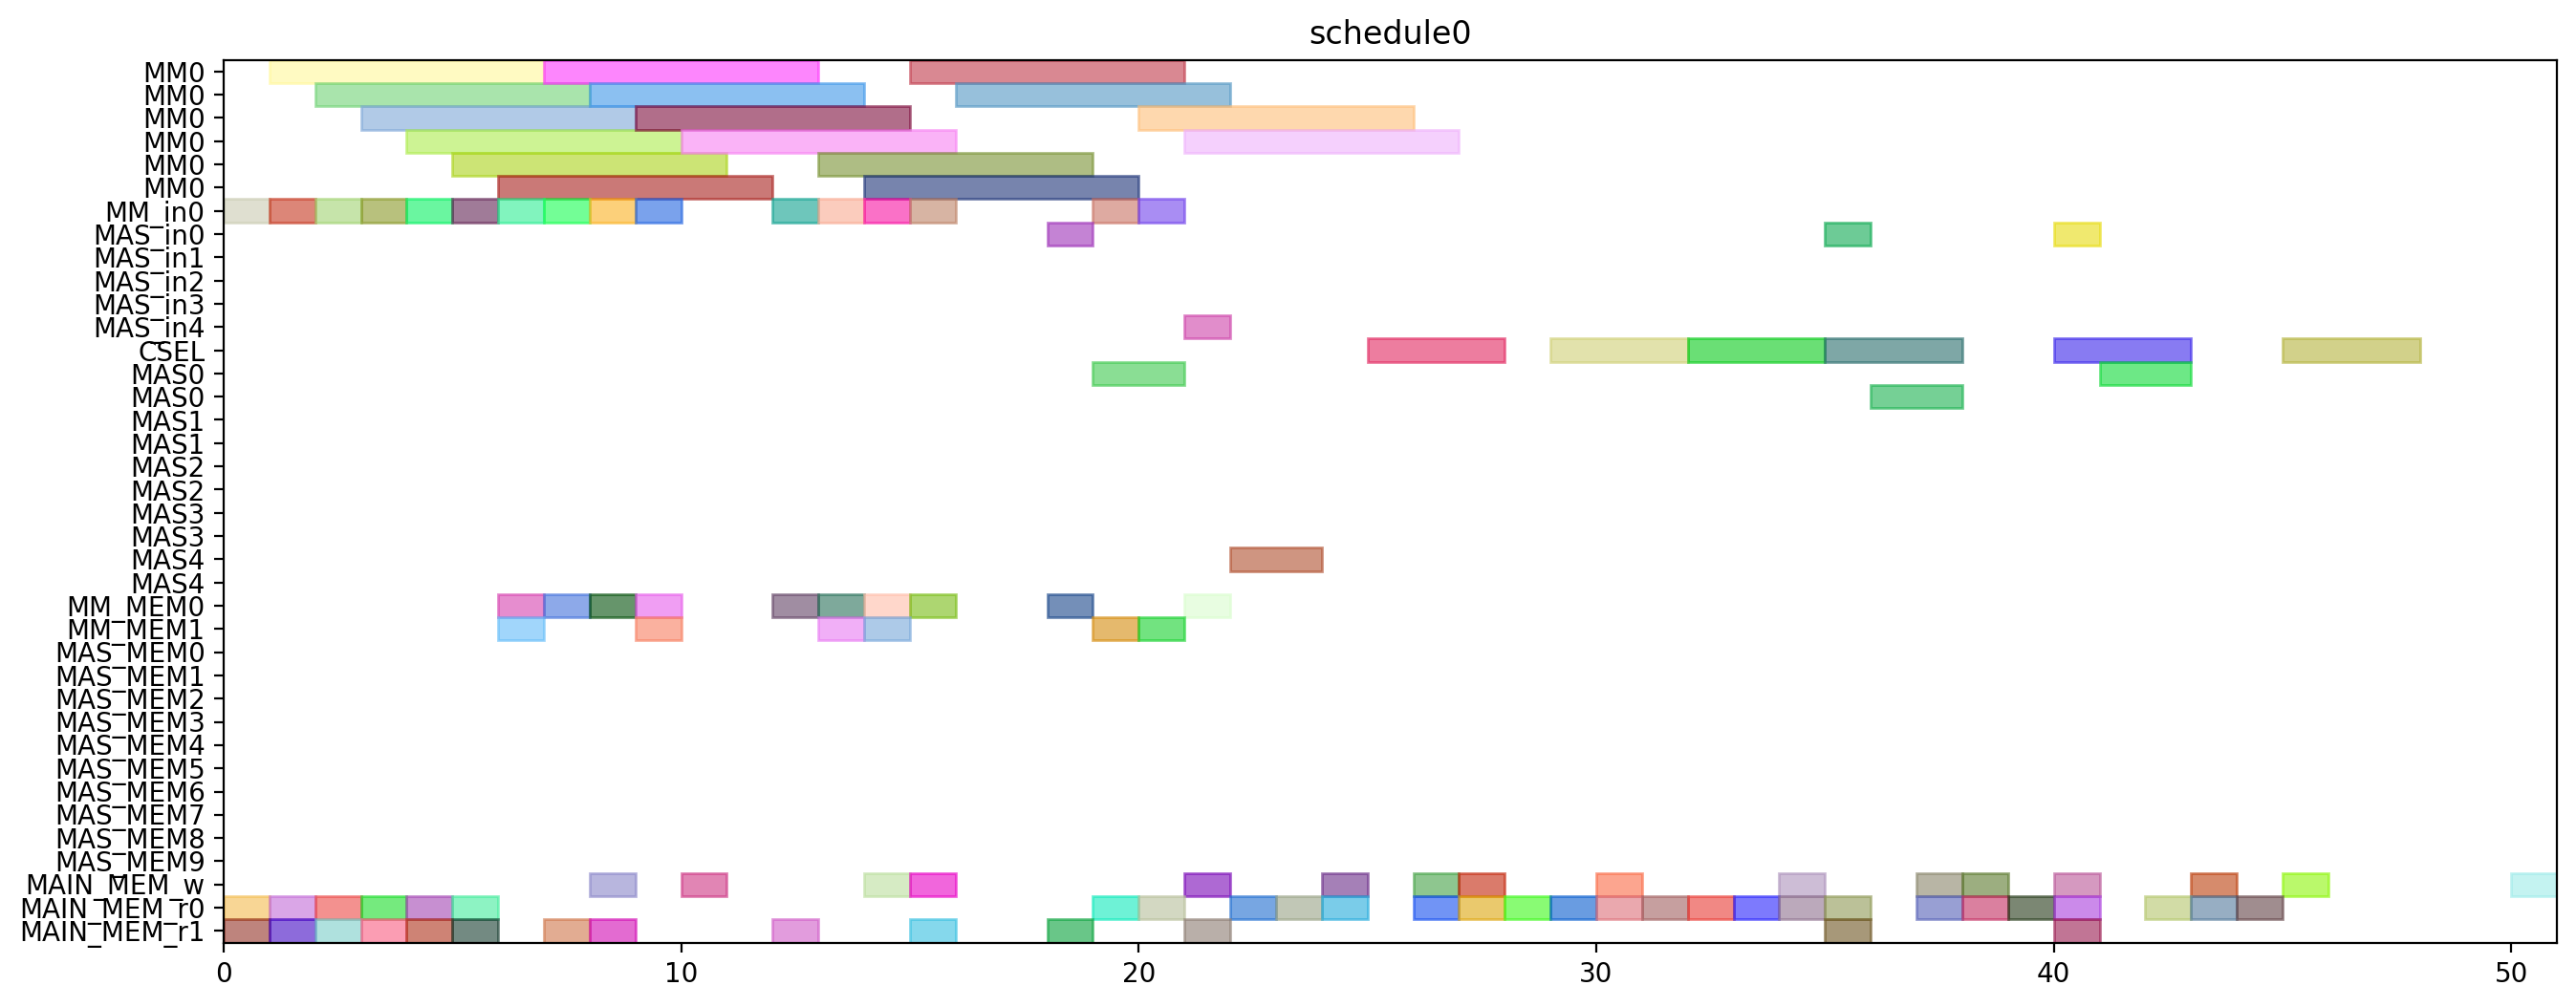 schedule0
MM0
MM0
MM0
MM0
MM0
MM0
MM_in0
MAS_in0
MAS_in1
MAS_in2
MAS_in3
MAS_in4
CSEL
MAS0
MAS0
MAS1
MAS1
MAS2
MAS2
MAS3
MAS3
MAS4
MAS4
MM_MEM0
MM_MEM1
MAS_MEM0
MAS_MEM1
MAS_MEM2
MAS_MEM3
MAS_MEM4
MAS_MEM5
MAS_MEM6
MAS_MEM7
MAS_MEM8
MAS_MEM9
MAIN_MEM_w
MAIN_MEM_r0
MAIN_MEM_r1
0 10 20 30 40 50